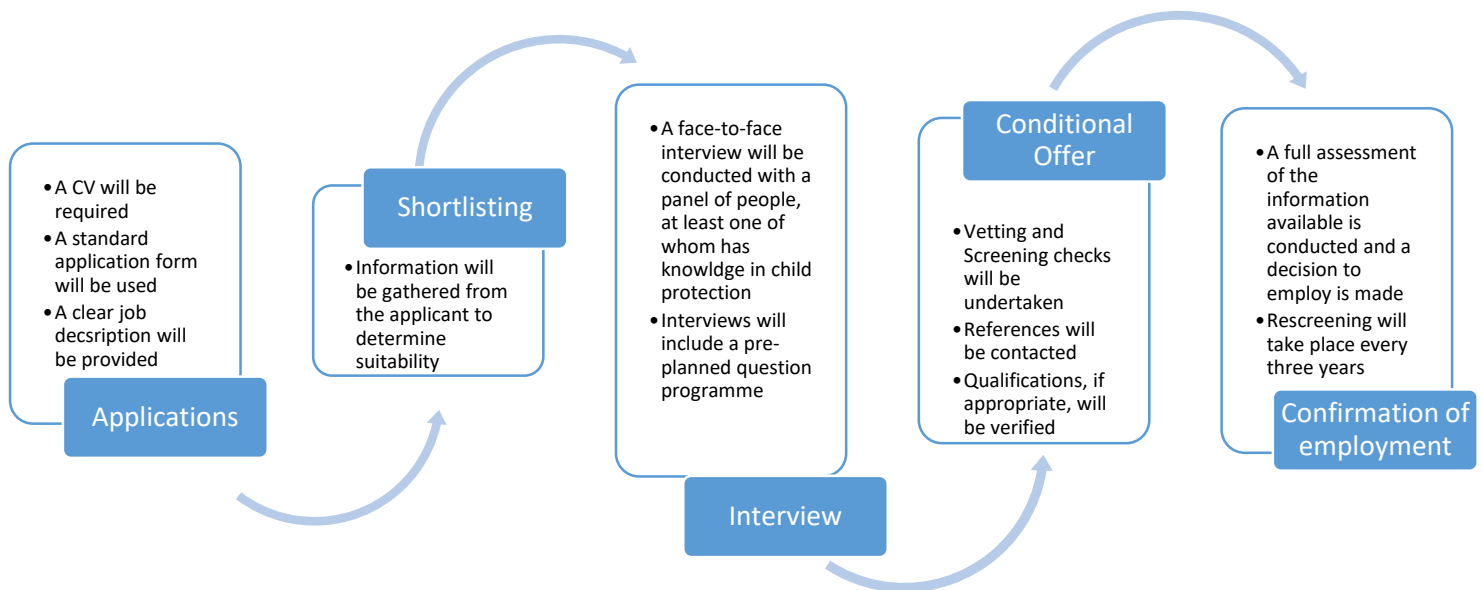 •A CV will be
required
•A standard
application form
will be used
•A clear job
decsription will
be provided
Applications
Shortlisting
•Information will
be gathered from
the applicant to
determine
suitability
•A face-to-face
interview will be
conducted with a
panel of people,
at least one of
whom has
knowldge in child
protection
•Interviews will
include a pre-
planned question
programme
Interview
Conditional
Offer
•Vetting and
Screening checks
will be
undertaken
•References will
be contacted
•Qualifications, if
appropriate, will
be verified
•A full assessment
of the
information
available is
conducted and a
decision to
employ is made
•Rescreening will
take place every
three years
Confirmation of
employment